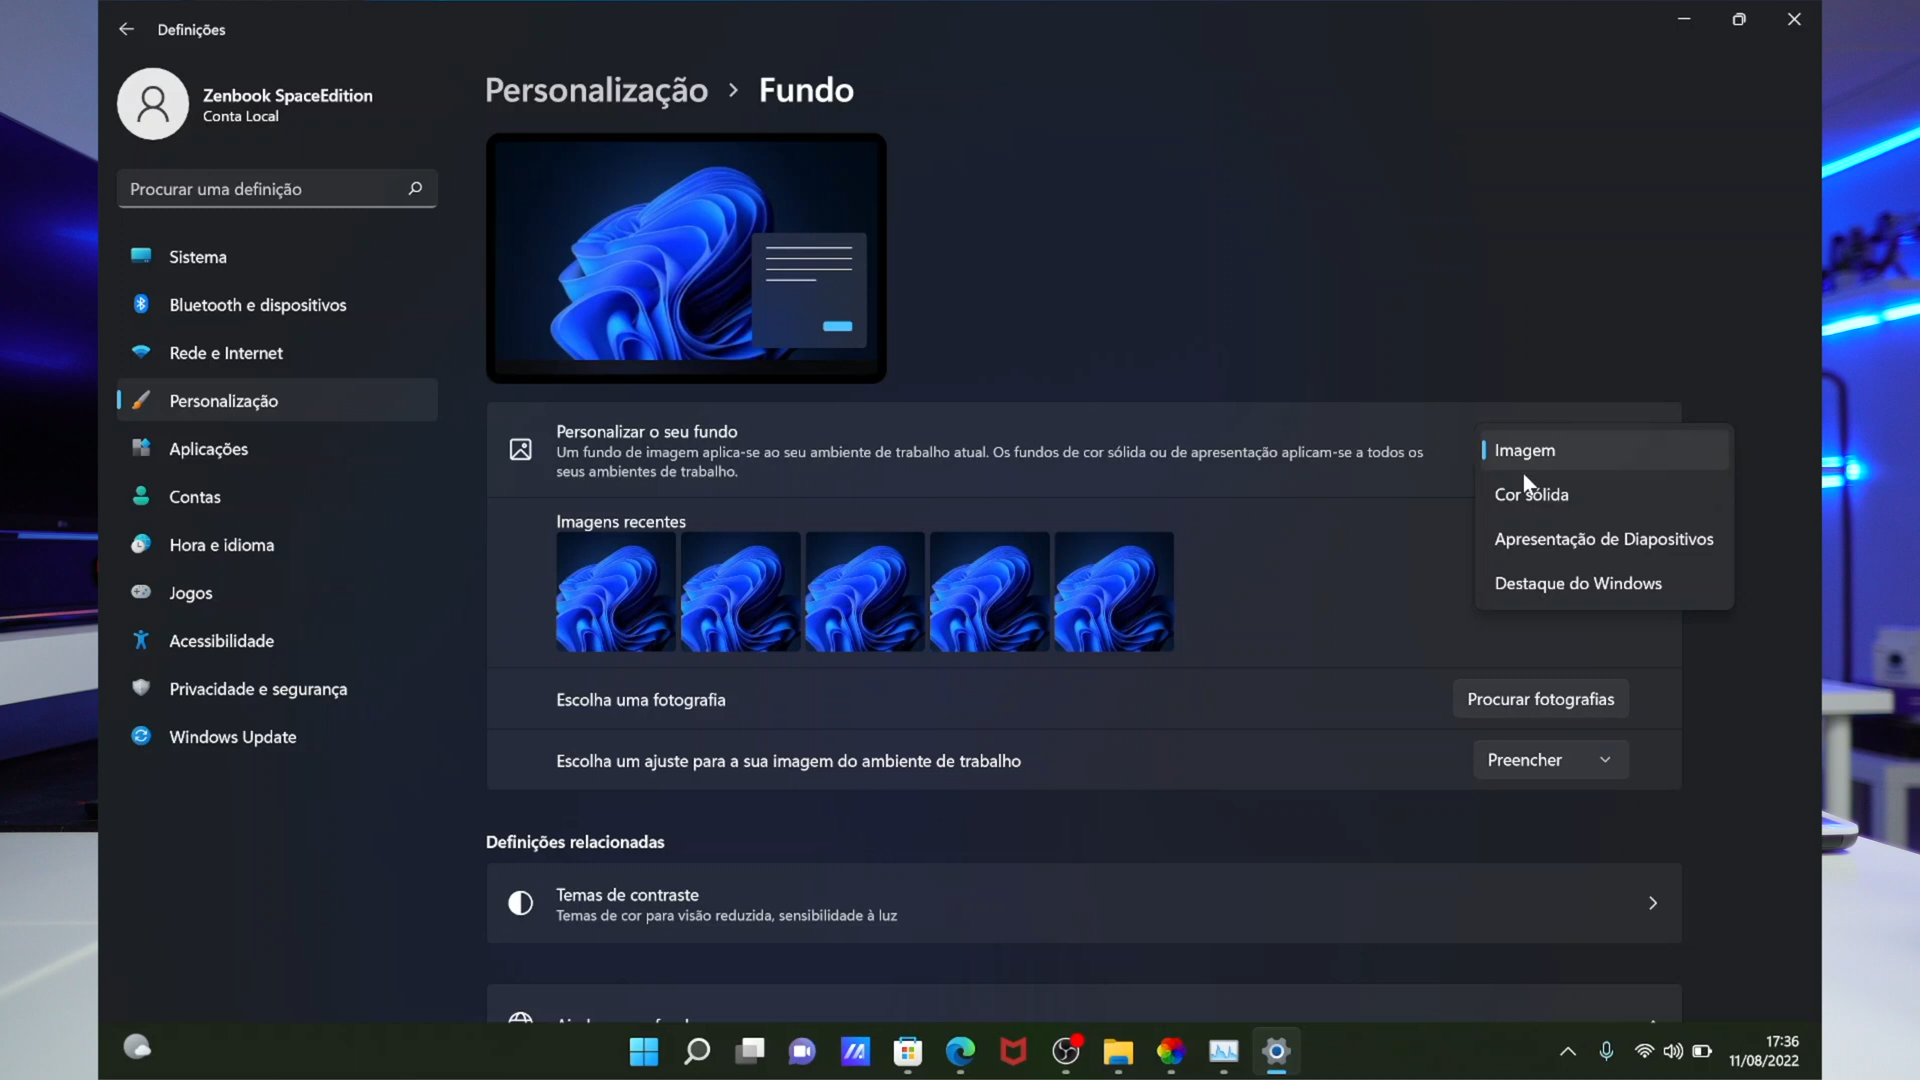 Definições
Zenbook SpaceEdition
Conta Local
Procurar uma definição
Sistema
Bluetooth e dispositivos
Rede e Internet
Personalização
Aplicações
Contas
Hora e idioma
Jogos
Acessibilidade
Privacidade e segurança
Windows Update
Personalização > Fundo
Personalizar o seu fundo
Um fundo de imagem aplica-se ao seu ambiente de trabalho atual. Os fundos de cor sólida ou de apresentação aplicam-se a todos os
seus ambientes de trabalho.
Imagem
Cor sólida
Apresentação de Diapositivos
Destaque do Windows
Imagens recentes
Escolha uma fotografia
Procurar fotografias
Escolha um ajuste para a sua imagem do ambiente de trabalho
Preencher
Definições relacionadas
Temas de contraste
Temas de cor para visão reduzida, sensibilidade à luz
17:36
11/08/2022